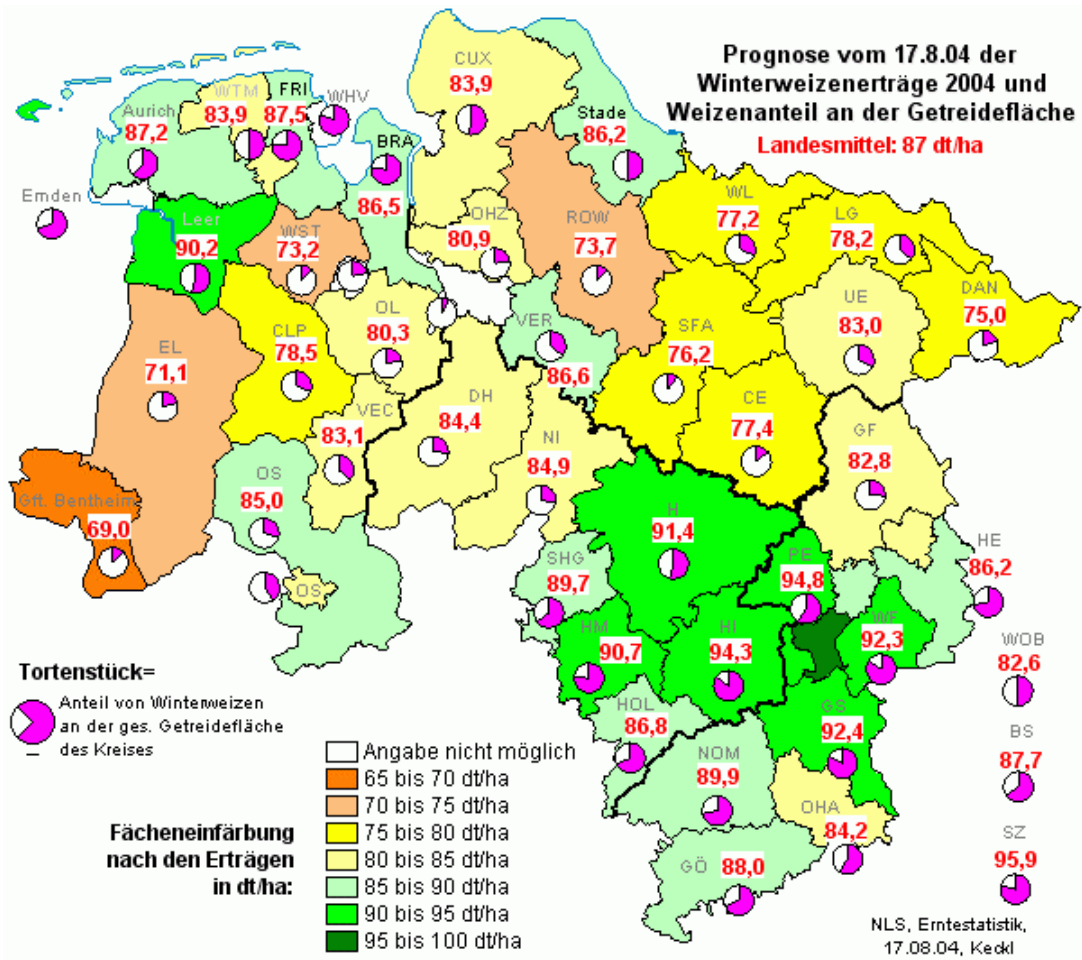 Prognose vom 17.8.04 der
Winterweizenerträge 2004 und
Weizenanteil an der Getreidefläche
Landesmittel: 87 dt/ha
CUX
83,9
WTM
83,9
FRI
87,5
WHV
Aurich
87,2
Stade
86,2
BRA
86,5
Emden
Leer
90,2
WST
73,2
OHZ
80,9
ROW
73,7
WL
77,2
LG
78,2
DAN
75,0
UE
83,0
OL
80,3
VER
86,6
SFA
76,2
CLP
78,5
EL
71,1
VEC
83,1
DH
84,4
NI
84,9
CE
77,4
GF
82,8
OS
85,0
Gft. Bentheim
69,0
OS
H
91,4
SHG
89,7
PE
94,8
HE
86,2
HM
90,7
HI
94,3
WF
92,3
WOB
82,6
HOL
86,8
GS
92,4
BS
87,7
NOM
89,9
OHA
84,2
SZ
95,9
GÖ
88,0
Tortenstück=
Anteil von Winterweizen
an der ges. Getreidefläche
des Kreises
Fächeneinfärbung
nach den Erträgen
in dt/ha:
Angabe nicht möglich
65 bis 70 dt/ha
70 bis 75 dt/ha
75 bis 80 dt/ha
80 bis 85 dt/ha
85 bis 90 dt/ha
90 bis 95 dt/ha
95 bis 100 dt/ha
NLS, Erntestatistik,
17.08.04, Keckl